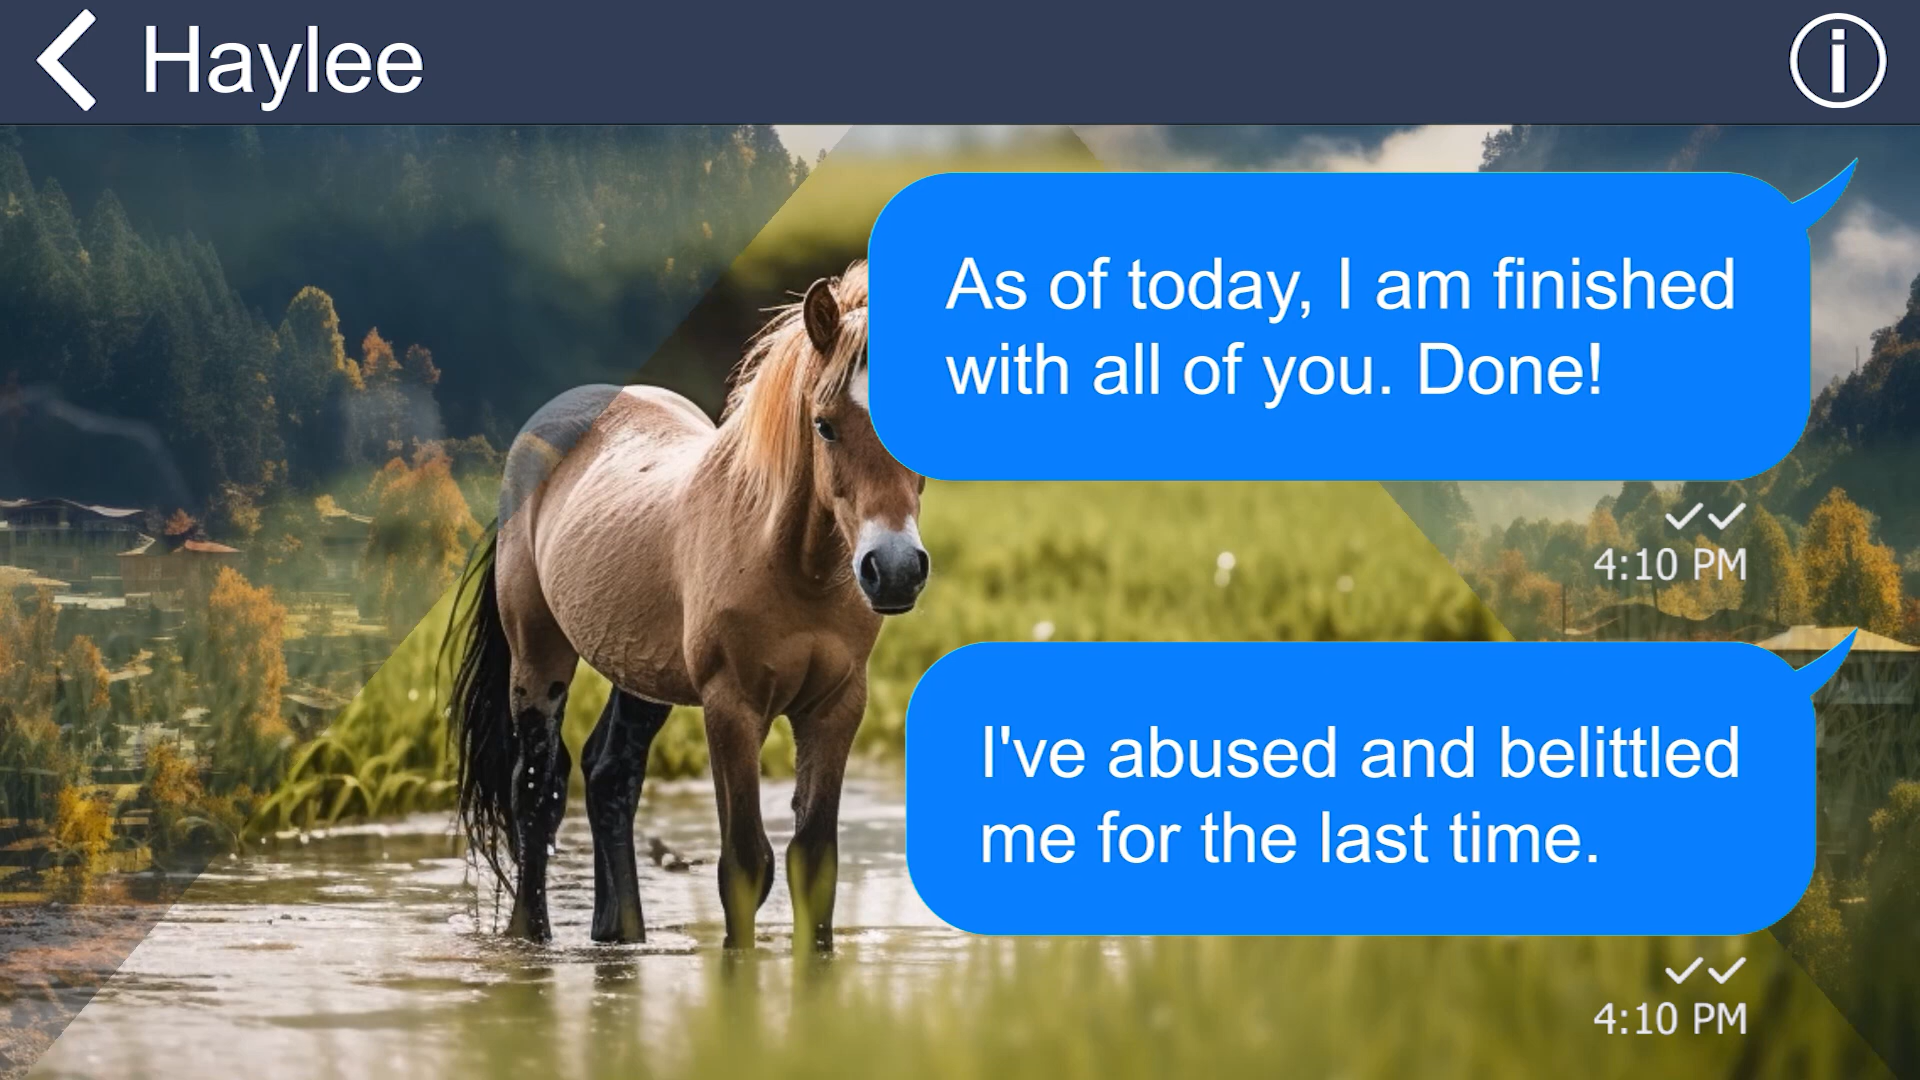 Haylee
As of today, I am finished
with all of you. Done!
4:10 PM
I've abused and belittled
me for the last time.
4:10 PM